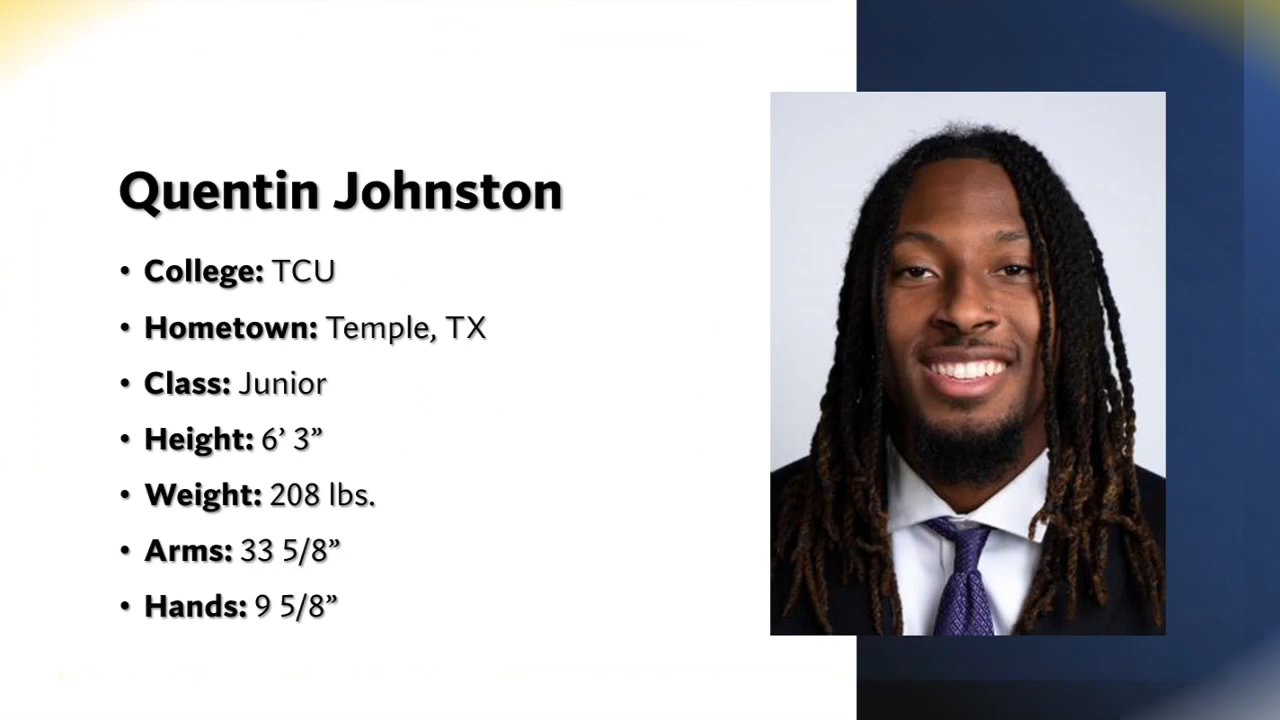 Quentin Johnston
• College: TCU
• Hometown: Temple, TX
• Class: Junior
• Height: 6’ 3”
• Weight: 208 lbs.
• Arms: 33 5/8”
• Hands: 9 5/8”